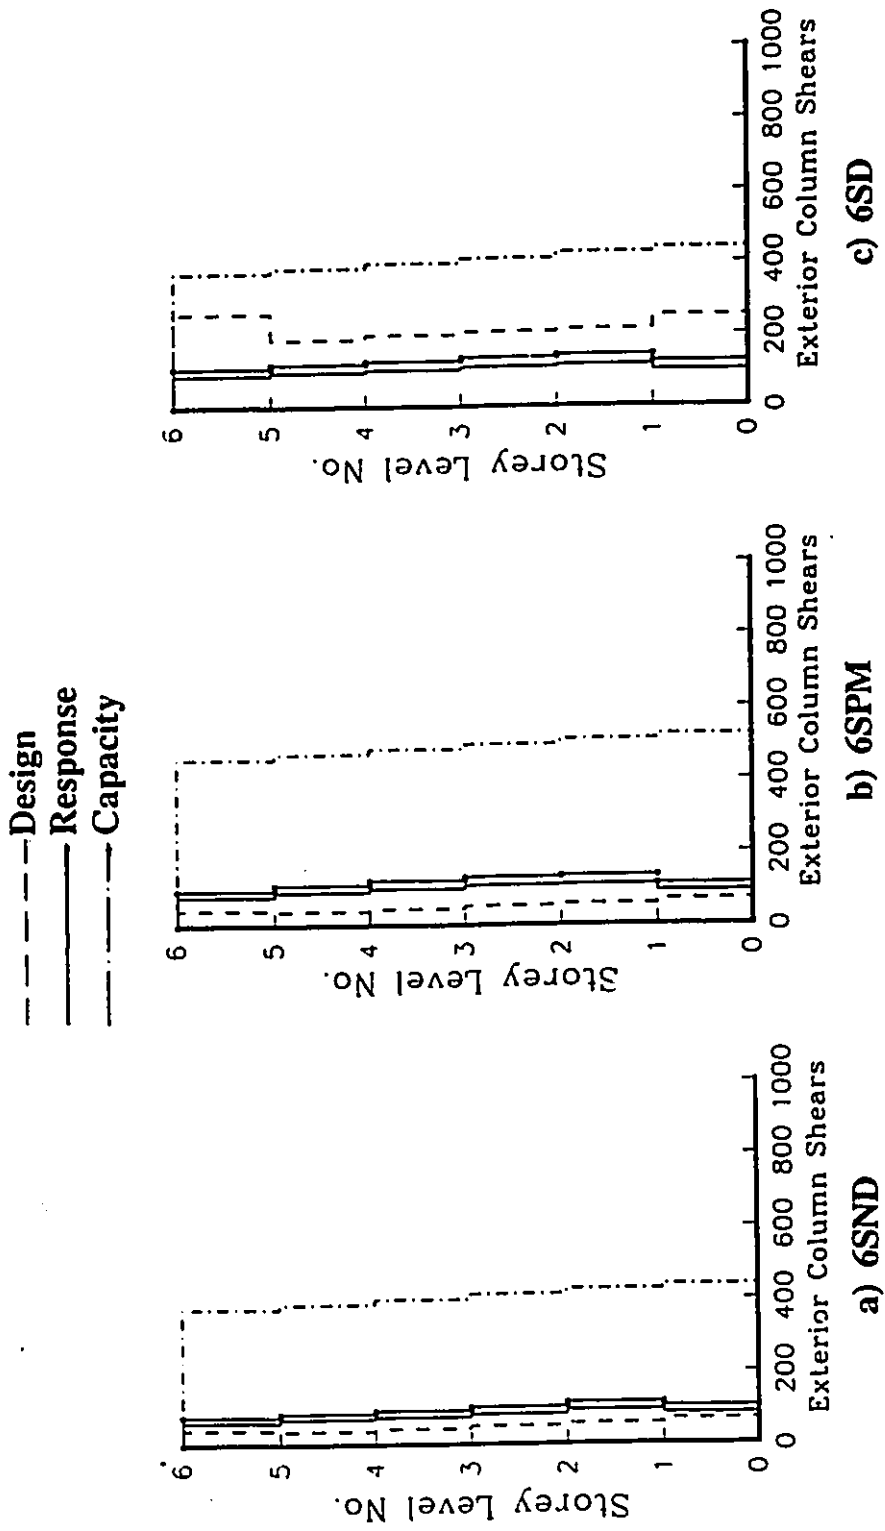 Design
Response
Capacity
6
5
4
3
2
1
0
Storey Level No.
0 200 400 600 800 1000
Exterior Column Shears
a) 6SND
6
5
4
3
2
1
0
Storey Level No.
0 200 400 600 800 1000
Exterior Column Shears
b) 6SPM
6
5
4
3
2
1
0
Storey Level No.
0 200 400 600 800 1000
Exterior Column Shears
c) 6SD